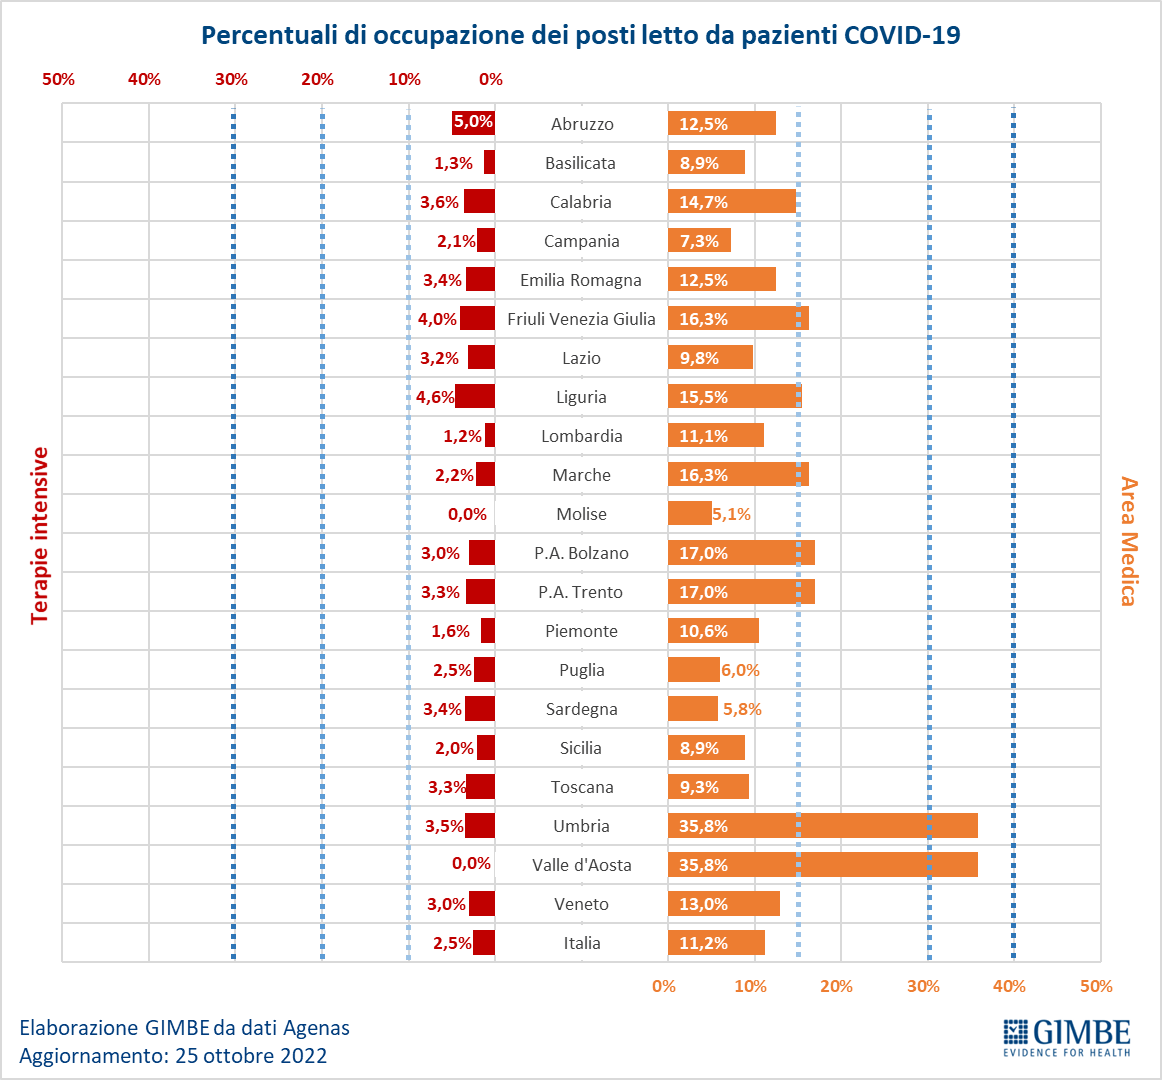 Percentuali di occupazione dei posti letto da pazienti COVID-19
50% 40% 30% 20% 10% 0%
5,0% Abruzzo 12,5%
1,3% Basilicata 8,9%
3,6% Calabria 14,7%
2,1% Campania 7,3%
3,4% Emilia Romagna 12,5%
4,0% Friuli Venezia Giulia 16,3%
3,2% Lazio 9,8%
4,6% Liguria 15,5%
1,2% Lombardia 11,1%
2,2% Marche 16,3%
0,0% Molise 5,1%
3,0% P.A. Bolzano 17,0%
3,3% P.A. Trento 17,0%
1,6% Piemonte 10,6%
2,5% Puglia 6,0%
3,4% Sardegna 5,8%
2,0% Sicilia 8,9%
3,3% Toscana 9,3%
3,5% Umbria 35,8%
0,0% Valle d'Aosta 35,8%
3,0% Veneto 13,0%
2,5% Italia 11,2%
Terapie intensive
Area Medica
0% 10% 20% 30% 40% 50%
Elaborazione GIMBE da dati Agenas
Aggiornamento: 25 ottobre 2022
GIMBE
EVIDENCE FOR HEALTH